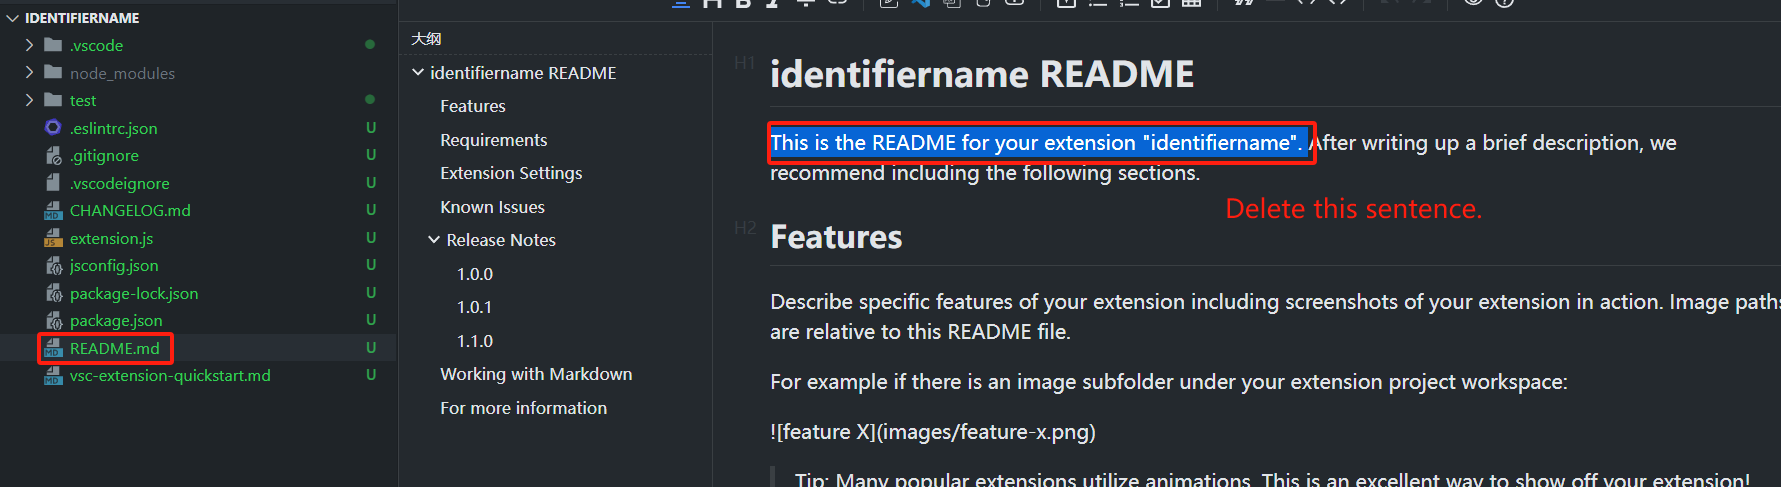 IDENTIFIERNAME
.vscode
node_modules
test
.eslintrc.json U
.gitignore U
.vscodeignore U
CHANGELOG.md U
extension.js U
jsconfig.json U
package-lock.json U
package.json U
README.md U
vsc-extension-quickstart.md U
大纲
identifiername README
Features
Requirements
Extension Settings
Known Issues
Release Notes
1.0.0
1.0.1
1.1.0
Working with Markdown
For more information
H1 identifiername README
This is the README for your extension "identifiername". After writing up a brief description, we
recommend including the following sections.
Delete this sentence.
H2 Features
Describe specific features of your extension including screenshots of your extension in action. Image paths
are relative to this README file.
For example if there is an image subfolder under your extension project workspace:
![feature X](images/feature-x.png)
Tip: Many popular extensions utilize animations. This is an excellent way to show off your extension!